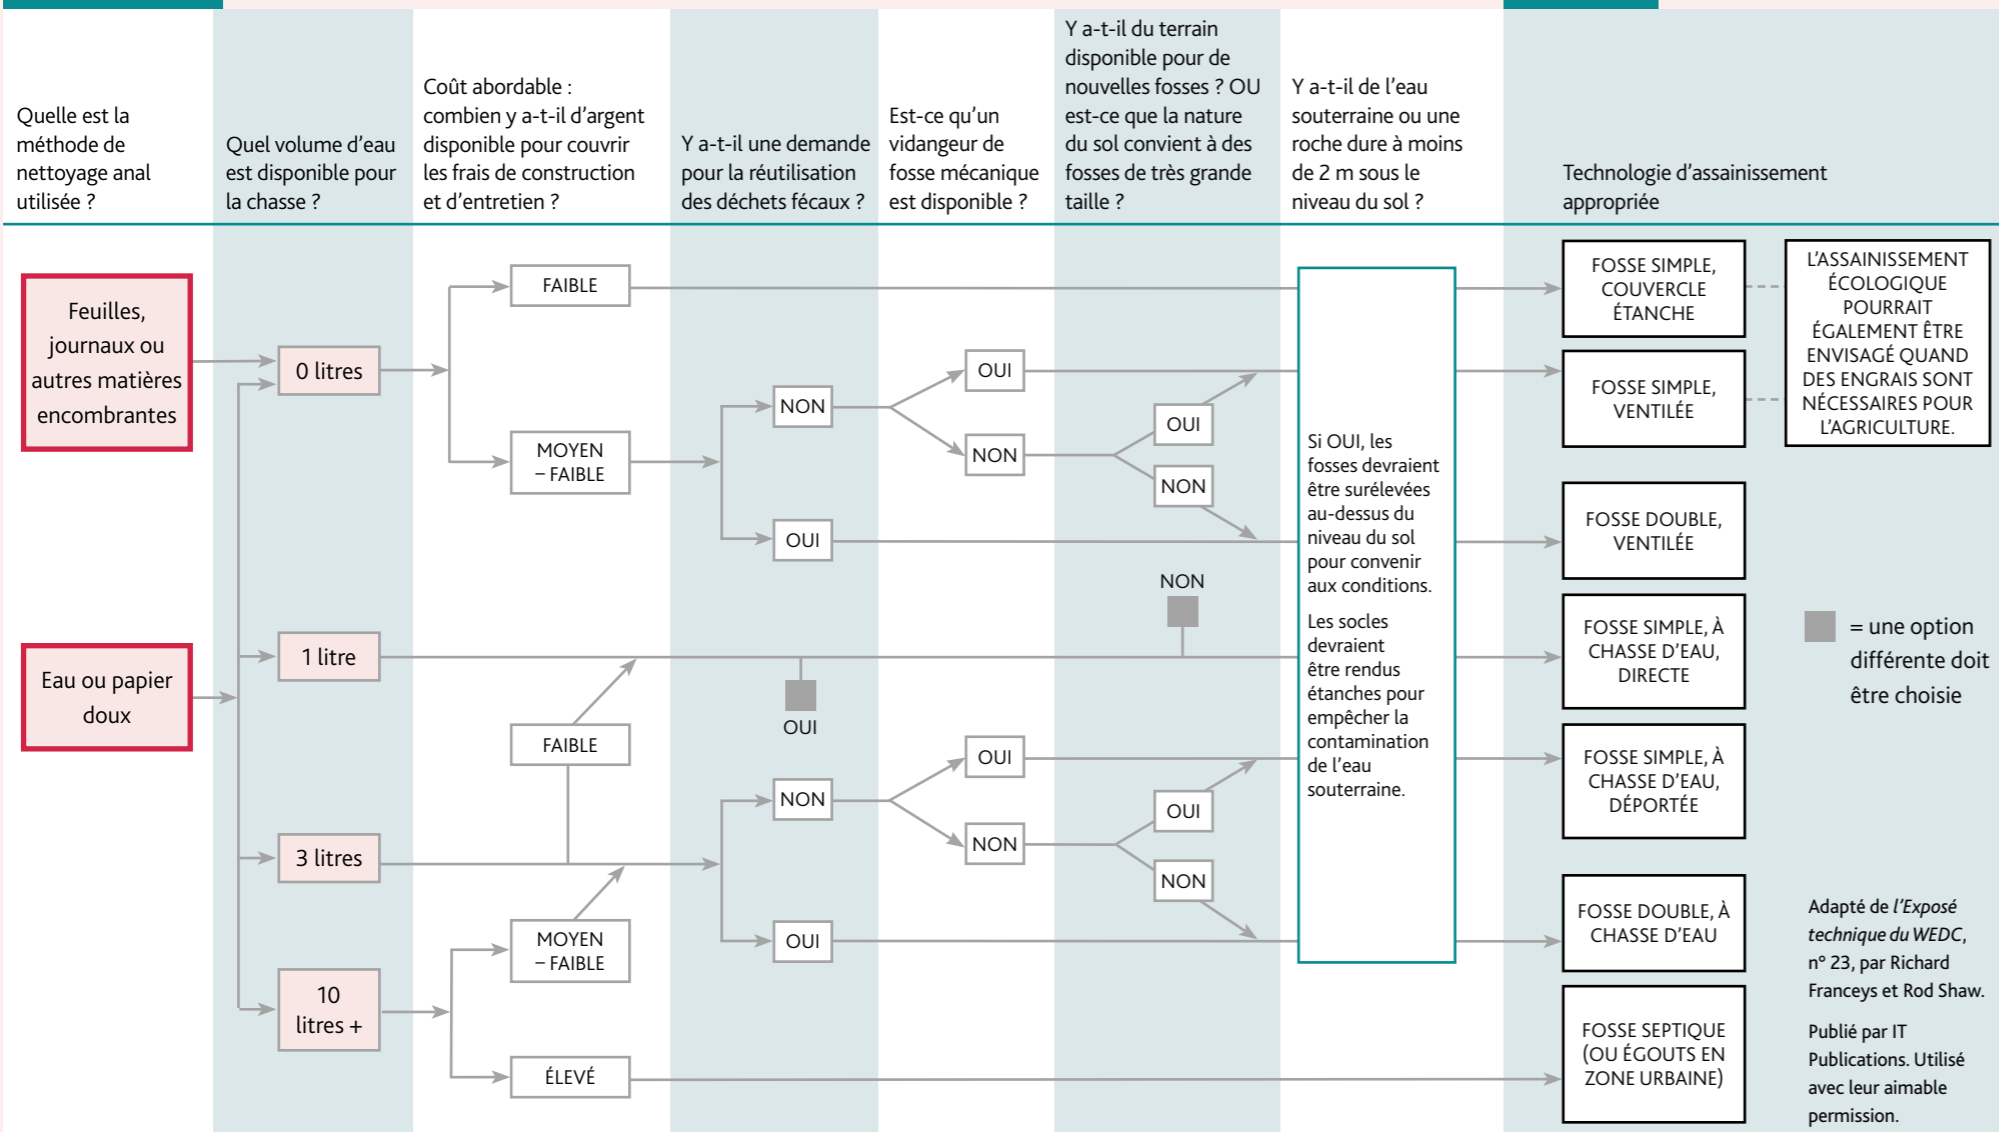 Quelle est la
méthode de
nettoyage anal
utilisée ?
Quel volume d'eau
est disponible pour
la chasse ?
Coût abordable :
combien y a-t-il d'argent
disponible pour couvrir
les frais de construction
et d'entretien ?
Y a-t-il une demande
pour la réutilisation
des déchets fécaux ?
Est-ce qu'un
vidangeur de
fosse mécanique
est disponible ?
Y a-t-il du terrain
disponible pour de
nouvelles fosses ? OU
est-ce que la nature
du sol convient à des
fosses de très grande
taille ?
Y a-t-il de l'eau
souterraine ou une
roche dure à moins
de 2 m sous le
niveau du sol ?
Technologie d'assainissement
appropriée
Feuilles,
journaux ou
autres matières
encombrantes
Eau ou papier
doux
0 litres
1 litre
3 litres
10
litres +
FAIBLE
MOYEN
– FAIBLE
FAIBLE
MOYEN
– FAIBLE
ÉLEVÉ
NON
OUI
OUI
NON
OUI
OUI
NON
OUI
NON
OUI
NON
NON
OUI
NON
Si OUI, les
fosses devraient
être surélevées
au-dessus du
niveau du sol
pour convenir
aux conditions.
Les socles
devraient
être rendus
étanches pour
empêcher la
contamination
de l'eau
souterraine.
FOSSE SIMPLE,
COUVERCLE
ÉTANCHE
FOSSE SIMPLE,
VENTILÉE
FOSSE DOUBLE,
VENTILÉE
FOSSE SIMPLE, À
CHASSE D'EAU,
DIRECTE
FOSSE SIMPLE, À
CHASSE D'EAU,
DÉPORTÉE
FOSSE DOUBLE, À
CHASSE D'EAU
FOSSE SEPTIQUE
(OU ÉGOUTS EN
ZONE URBAINE)
L'ASSAINISSEMENT
ÉCOLOGIQUE
POURRAIT
ÉGALEMENT ÊTRE
ENVISAGÉ QUAND
DES ENGRAIS SONT
NÉCESSAIRES POUR
L'AGRICULTURE.
= une option
différente doit
être choisie
Adapté de l'Exposé
technique du WEDC,
n° 23, par Richard
Franceys et Rod Shaw.
Publié par IT
Publications. Utilisé
avec leur aimable
permission.